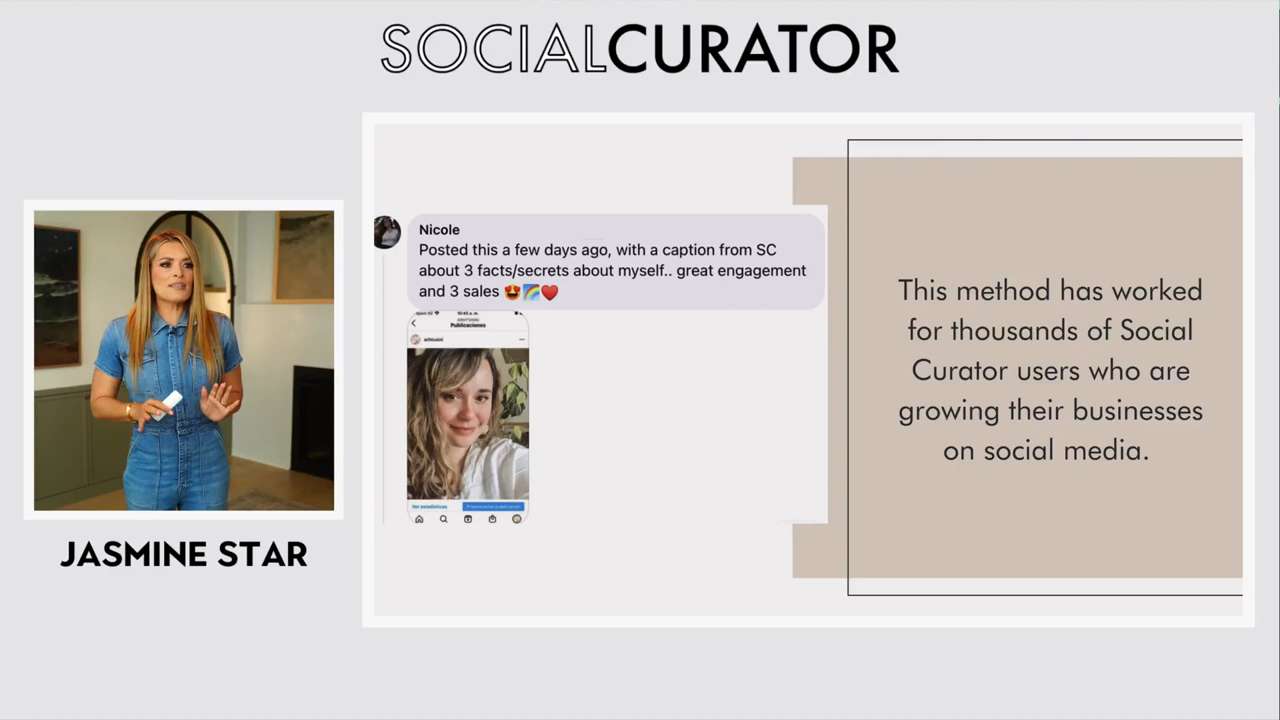 SOCIALCURATOR
Nicole
Posted this a few days ago, with a caption from SC
about 3 facts/secrets about myself.. great engagement
and 3 sales 😍🌈♥️
Publicaciones
Ver estadísticas
This method has worked
for thousands of Social
Curator users who are
growing their businesses
on social media.
JASMINE STAR